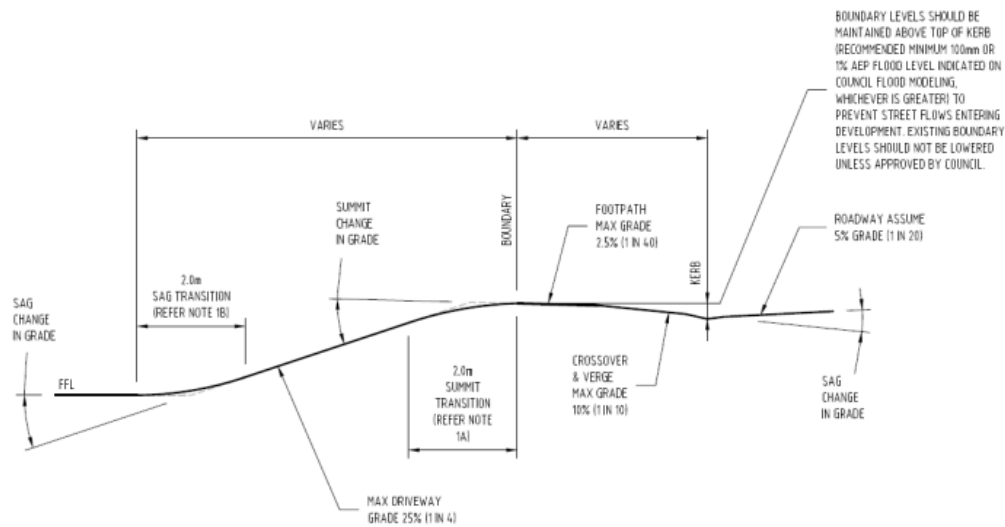 BOUNDARY LEVELS SHOULD BE
MAINTAINED ABOVE TOP OF KERB
(RECOMMENDED MINIMUM 100mm OR
1% AEP FLOOD LEVEL INDICATED ON
COUNCIL FLOOD MODELING,
WHICHEVER IS GREATER) TO
PREVENT STREET FLOWS ENTERING
DEVELOPMENT. EXISTING BOUNDARY
LEVELS SHOULD NOT BE LOWERED
UNLESS APPROVED BY COUNCIL.
VARIES
VARIES
SUMMIT
CHANGE
IN GRADE
BOUNDARY
FOOTPATH
MAX GRADE
2.5% (1 IN 40)
KERB
ROADWAY ASSUME
5% GRADE (1 IN 20)
2.0m
SAG TRANSITION
(REFER NOTE 1B)
SAG
CHANGE
IN GRADE
FFL
2.0m
SUMMIT
TRANSITION
(REFER NOTE
1A)
CROSSOVER
& VERGE
MAX GRADE
10% (1 IN 10)
SAG
CHANGE
IN GRADE
MAX DRIVEWAY
GRADE 25% (1 IN 4)